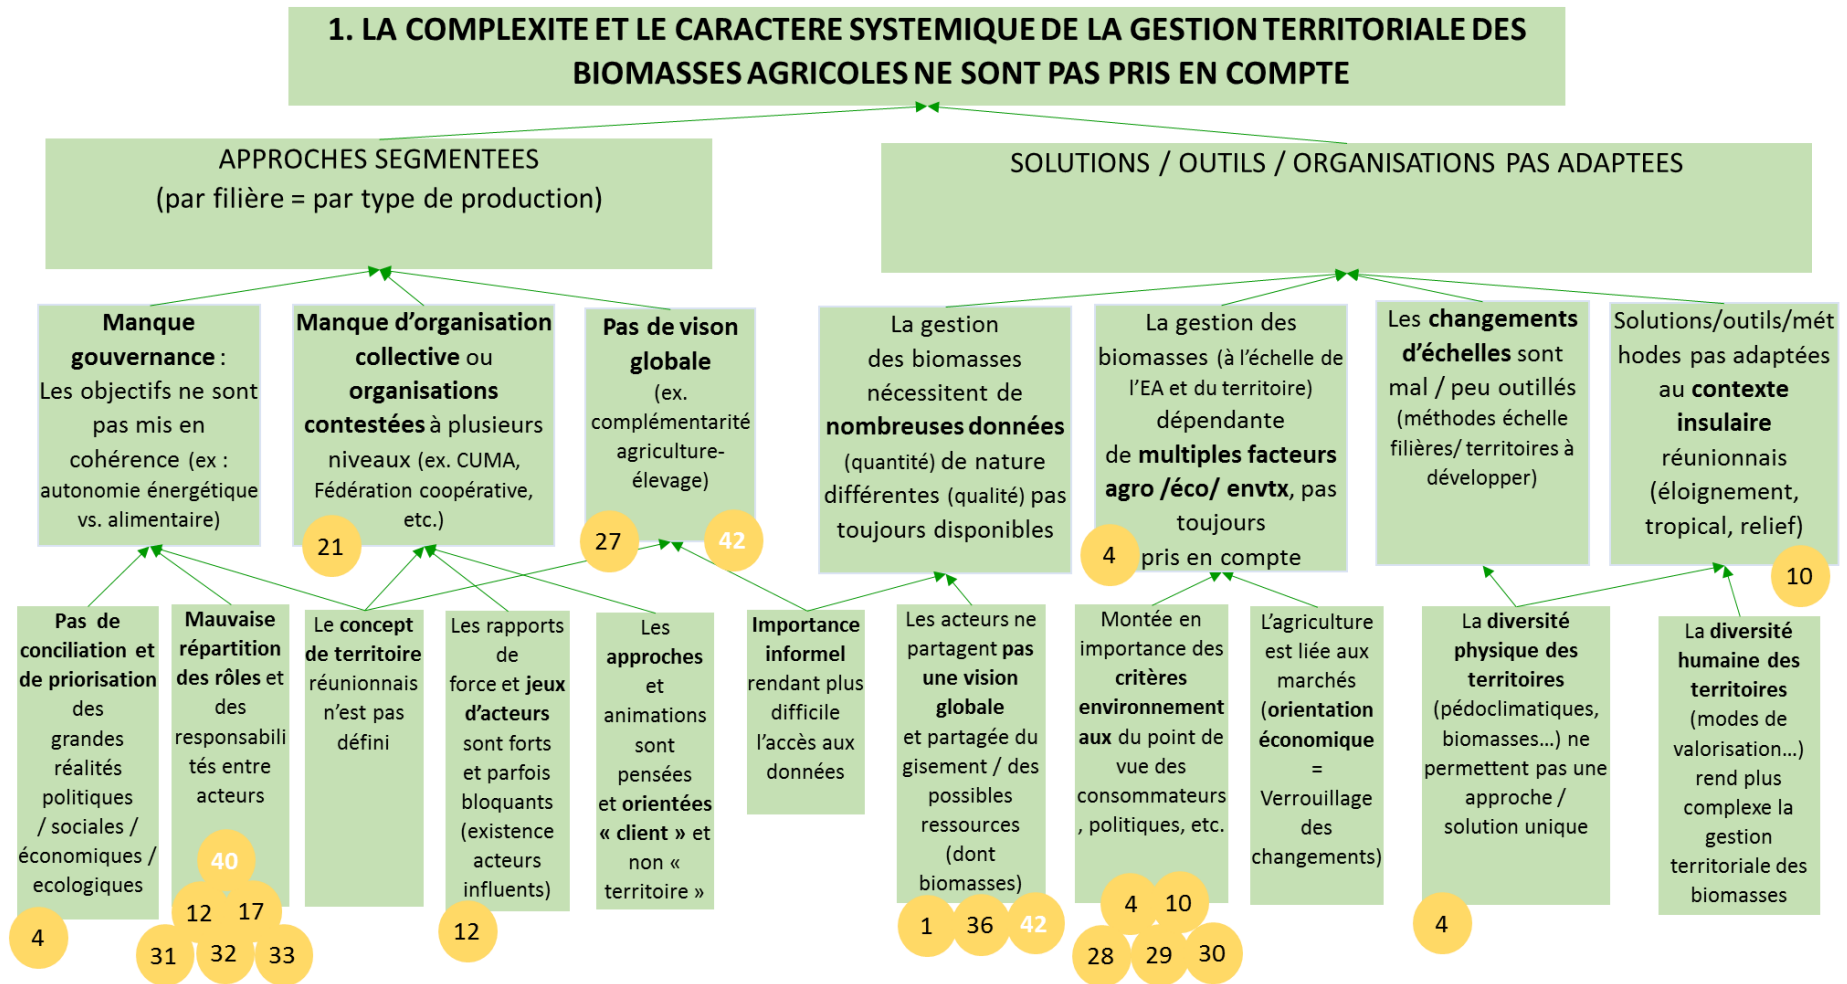 1. LA COMPLEXITE ET LE CARACTERE SYSTEMIQUE DE LA GESTION TERRITORIALE DES
BIOMASSES AGRICOLES NE SONT PAS PRIS EN COMPTE
APPROCHES SEGMENTEES
(par filière = par type de production)
SOLUTIONS / OUTILS / ORGANISATIONS PAS ADAPTEES
Manque
gouvernance :
Les objectifs ne sont
pas mis en
cohérence (ex :
autonomie énergétique
vs. alimentaire)
Manque d’organisation
collective ou
organisations
contestées à plusieurs
niveaux (ex. CUMA,
Fédération coopérative,
etc.)
21
Pas de vison
globale
(ex.
complémentarité
agriculture-
élevage)
27
42
La gestion
des biomasses
nécessitent de
nombreuses données
(quantité) de nature
différentes (qualité) pas
toujours disponibles
La gestion des
biomasses (à l’échelle de
l’EA et du territoire)
dépendante
de multiples facteurs
agro /éco/ envtx, pas
toujours
pris en compte
4
Les changements
d’échelles sont
mal / peu outillés
(méthodes échelle
filières/ territoires à
développer)
Solutions/outils/mét
hodes pas adaptées
au contexte
insulaire
réunionnais
(éloignement,
tropical, relief)
10
Pas de
conciliation et
de priorisation
des
grandes
réalités
politiques
/ sociales /
économiques /
ecologiques
4
Mauvaise
répartition
des rôles et
des
responsabili
tés entre
acteurs
40
12
17
31
32
33
Le concept
de territoire
réunionnais
n’est pas
défini
Les rapports
de
force et jeux
d’acteurs
sont forts
et parfois
bloquants
(existence
acteurs
influents)
12
Les
approches
et
animations
sont
pensées
et orientées
« client » et
non «
territoire »
Importance
informel
rendant plus
difficile
l’accès aux
données
Les acteurs ne
partagent pas
une vision
globale
et partagée du
gisement / des
possibles
ressources
(dont
biomasses)
1
36
42
Montée en
importance des
critères
environnement
aux du point de
vue des
consommateurs
, politiques, etc.
4
10
28
29
30
L’agriculture
est liée aux
marchés
(orientation
économique
=
Verrouillage
des
changements)
La diversité
physique des
territoires
(pédoclimatiques,
biomasses…) ne
permettent pas une
approche /
solution unique
4
La diversité
humaine des
territoires
(modes de
valorisation…)
rend plus
complexe la
gestion
territoriale des
biomasses